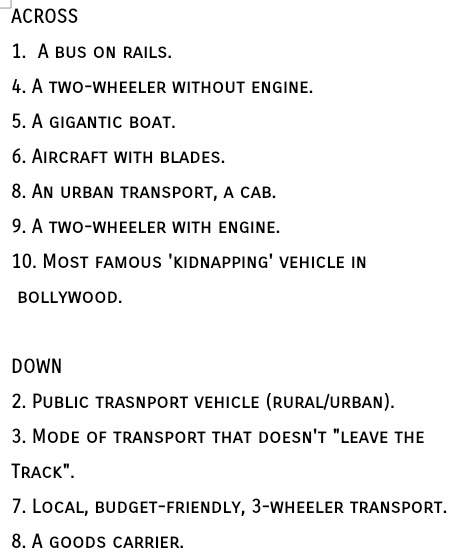 ACROSS
1. A BUS ON RAILS.
4. A TWO-WHEELER WITHOUT ENGINE.
5. A GIGANTIC BOAT.
6. AIRCRAFT WITH BLADES.
8. AN URBAN TRANSPORT, A CAB.
9. A TWO-WHEELER WITH ENGINE.
10. MOST FAMOUS 'KIDNAPPING' VEHICLE IN
BOLLYWOOD.
DOWN
2. PUBLIC TRASNPORT VEHICLE (RURAL/URBAN).
3. MODE OF TRANSPORT THAT DOESN'T "LEAVE THE
TRACK".
7. LOCAL, BUDGET-FRIENDLY, 3-WHEELER TRANSPORT.
8. A GOODS CARRIER.